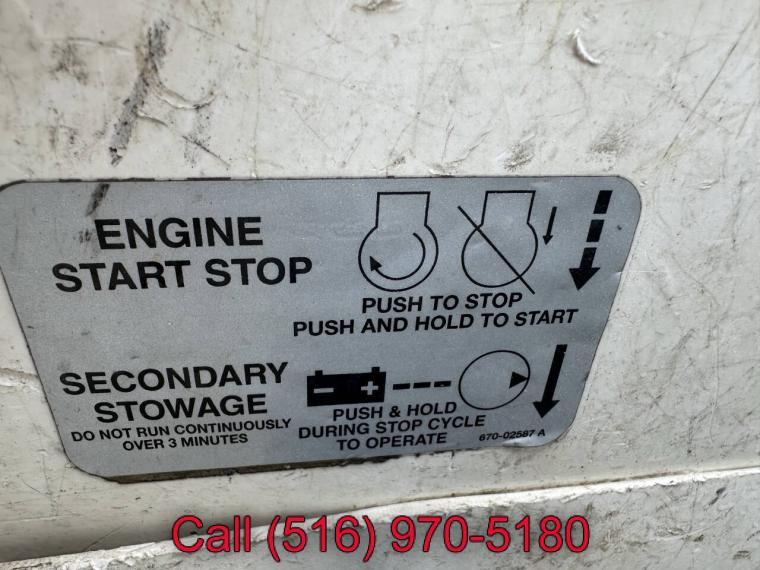 ENGINE
START STOP
PUSH TO STOP
PUSH AND HOLD TO START
SECONDARY
STOWAGE
DO NOT RUN CONTINUOUSLY
OVER 3 MINUTES
PUSH & HOLD
DURING STOP CYCLE
TO OPERATE
670-02587 A
Call (516) 970-5180